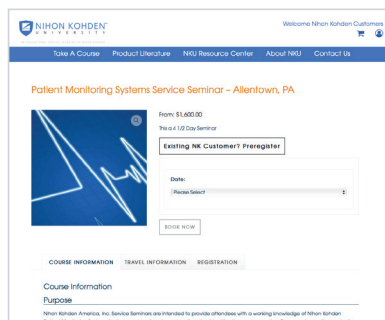 NIHON KOHDEN
UNIVERSITY
Welcome Nihon Kohden Customers
Take A Course Product Literature NKU Resource Center About NKU Contact Us
Patient Monitoring Systems Service Seminar – Allentown, PA
From: $1,600.00
This a 4 1/2 Day Seminar
Existing NK Customer? Preregister
Date:
Please Select
BOOK NOW
COURSE INFORMATION TRAVEL INFORMATION REGISTRATION
Course Information
Purpose
Nihon Kohden America, Inc. Service Seminars are intended to provide attendees with a working knowledge of Nihon Kohden